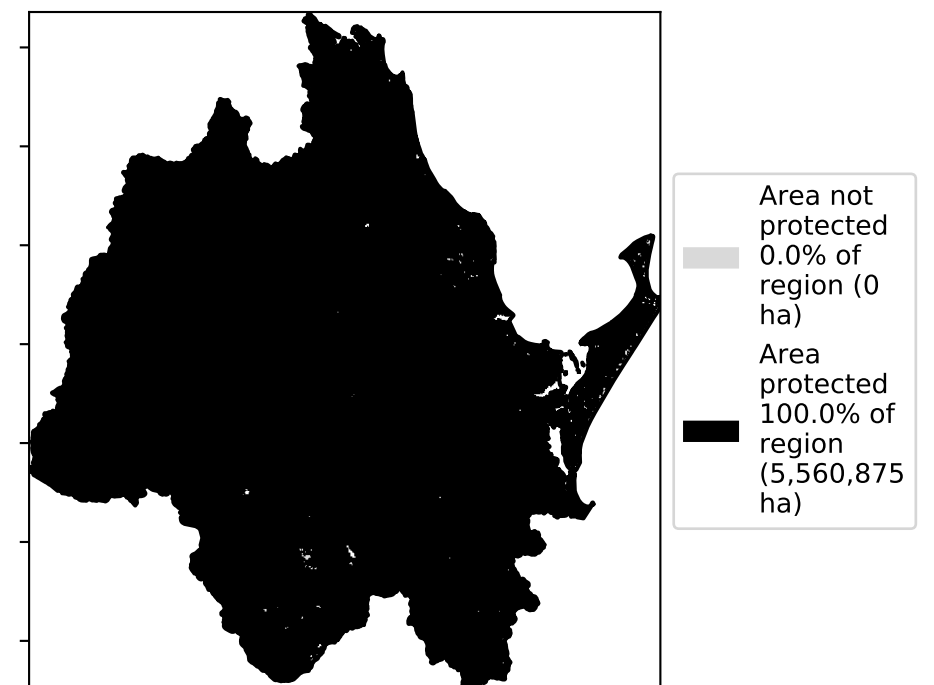 Area not
protected
0.0% of
region (0
ha)
Area
protected
100.0% of
region
(5,560,875
ha)